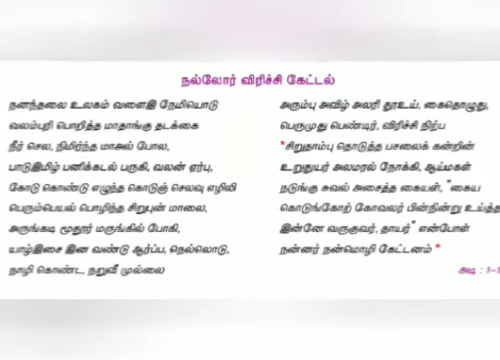 நல்லோர் விரிச்சி கேட்டல்
நனந்தலை உலகம் வளைஇ நேமியொடு
வலம்புரி பொறித்த மாதாங்கு தடக்கை
நீர் செல, நிமிர்ந்த மாஅல் போல,
பாடுஇமிழ் பனிக்கடல் பருகி, வலன் ஏர்பு,
கோடு கொண்டு எழுந்த கொடுஞ் செலவு எழிலி
பெரும்பெயல் பொழிந்த சிறுபுன் மாலை,
அருங்கடி மூதூர் மருங்கில் போகி,
யாழ்இசை இன வண்டு ஆர்ப்ப, நெல்லொடு,
நாழி கொண்ட, நறுவீ முல்லை
அரும்பு அவிழ் அலரி தூஉய், கைதொழுது,
பெருமுது பெண்டிர், விரிச்சி நிற்ப
*சிறுதாம்பு தொடுத்த பசலைக் கன்றின்
உறுதுயர் அலமரல் நோக்கி, ஆய்மகள்
நடுங்கு சுவல் அசைத்த கையள், "கைய
கொடுங்கோற் கோவலர் பின்நின்று உய்த்த
இன்னே வருகுவர், தாயர்" என்போள்
நன்னர் நன்மொழி கேட்டனம் *
அடி : 1-